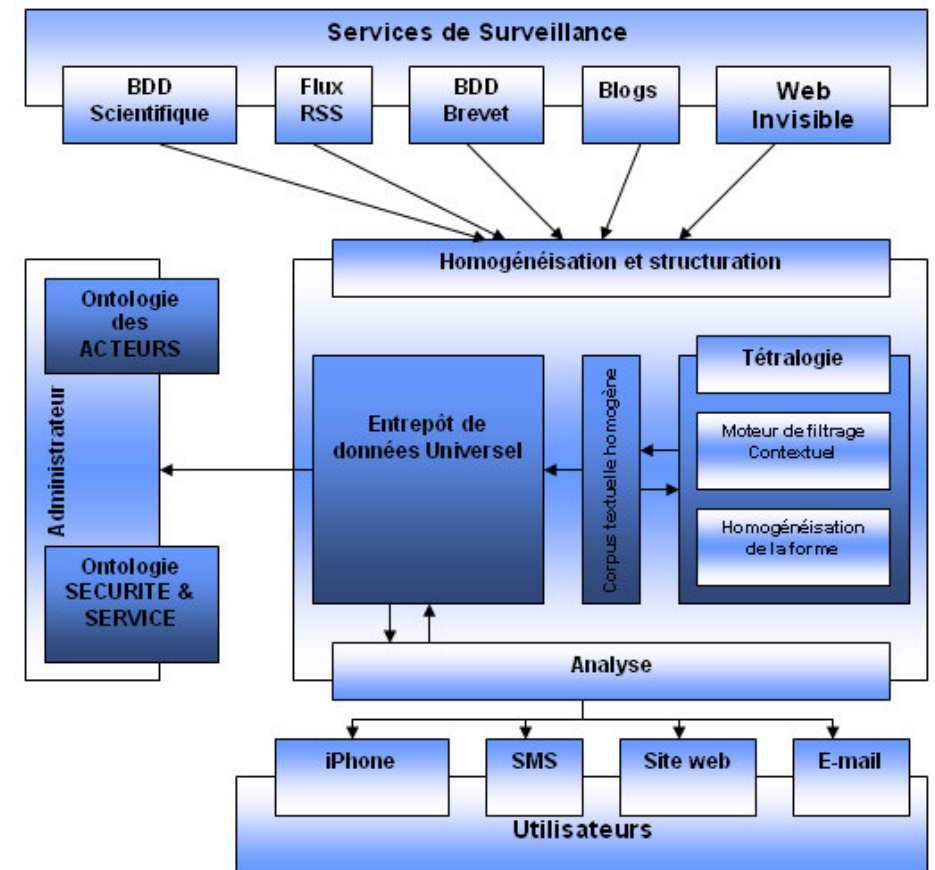 Services de Surveillance
BDD
Scientifique
Flux
RSS
BDD
Brevet
Blogs
Web
Invisible
Homogénéisation et structuration
Ontologie
des
ACTEURS
Administrateur
Ontologie
SECURITE &
SERVICE
Entrepôt de
données Universel
Corpus textuelle homogène
Tétralogie
Moteur de filtrage
Contextuel
Homogénéisation
de la forme
Analyse
iPhone
SMS
Site web
E-mail
Utilisateurs